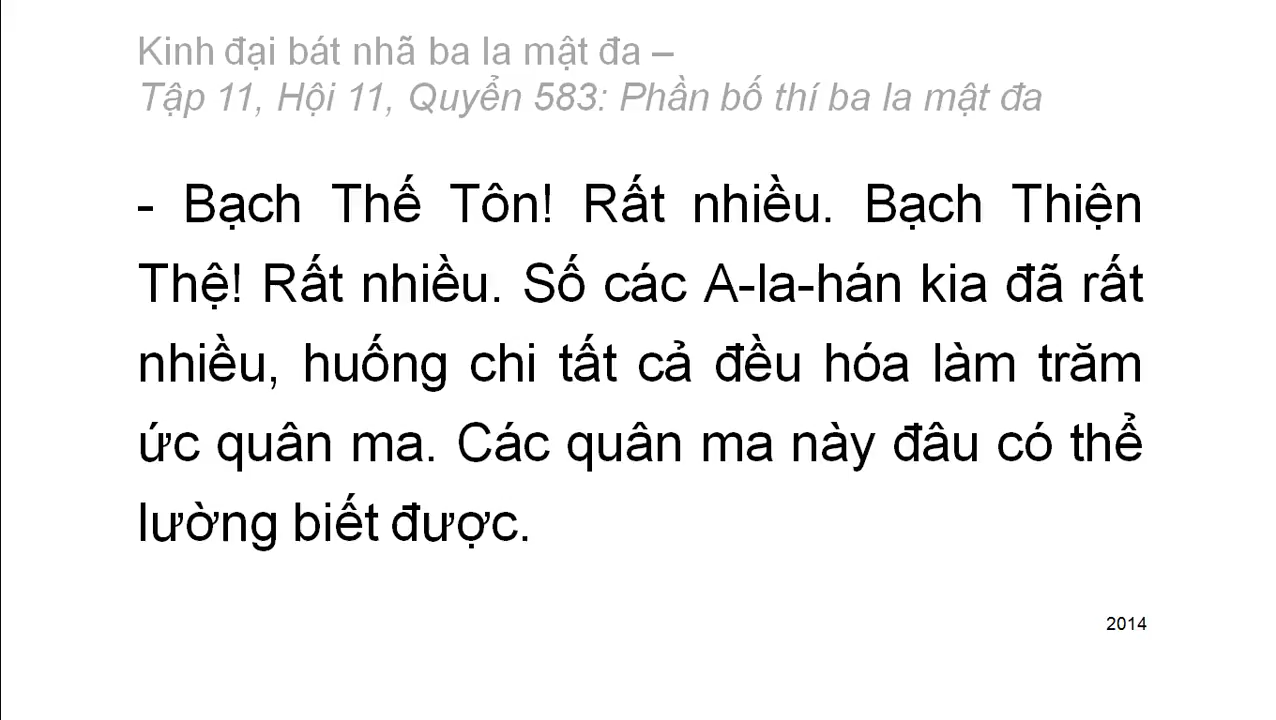 Kinh đại bát nhã ba la mật đa –
Tập 11, Hội 11, Quyển 583: Phần bố thí ba la mật đa
- Bạch Thế Tôn! Rất nhiều. Bạch Thiện
Thệ! Rất nhiều. Số các A-la-hán kia đã rất
nhiều, huống chi tất cả đều hóa làm trăm
ức quân ma. Các quân ma này đâu có thể
lường biết được.
2014